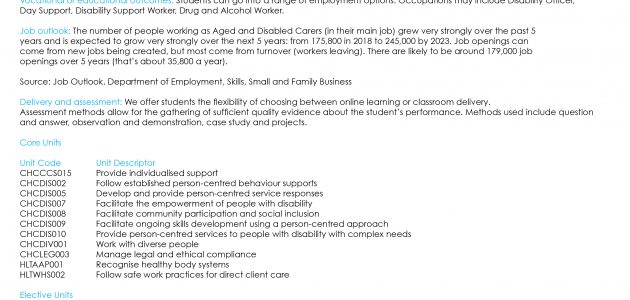 Vocational or educational outcomes: Students can go into a range of employment options. Occupations may include Disability Officer,
Day Support, Disability Support Worker, Drug and Alcohol Worker.
Job outlook: The number of people working as Aged and Disabled Carers (in their main job) grew very strongly over the past 5
years and is expected to grow very strongly over the next 5 years: from 175,800 in 2018 to 245,000 by 2023. Job openings can
come from new jobs being created, but most come from turnover (workers leaving). There are likely to be around 179,000 job
openings over 5 years (that's about 35,800 a year).
Source: Job Outlook, Department of Employment, Skills, Small and Family Business
Delivery and assessment: We offer students the flexibility of choosing between online learning or classroom delivery.
Assessment methods allow for the gathering of sufficient quality evidence about the student's performance. Methods used include question
and answer, observation and demonstration, case study and projects.
Core Units
Unit Code Unit Descriptor
CHCCCS015 Provide individualised support
CHCDIS002 Follow established person-centred behaviour supports
CHCDIS005 Develop and provide person-centred service responses
CHCDIS007 Facilitate the empowerment of people with disability
CHCDIS008 Facilitate community participation and social inclusion
CHCDIS009 Facilitate ongoing skills development using a person-centred approach
CHCDIS010 Provide person-centred services to people with disability with complex needs
CHCDIV001 Work with diverse people
CHCLEG003 Manage legal and ethical compliance
HLTAAP001 Recognise healthy body systems
HLTWHS002 Follow safe work practices for direct client care
Elective Units